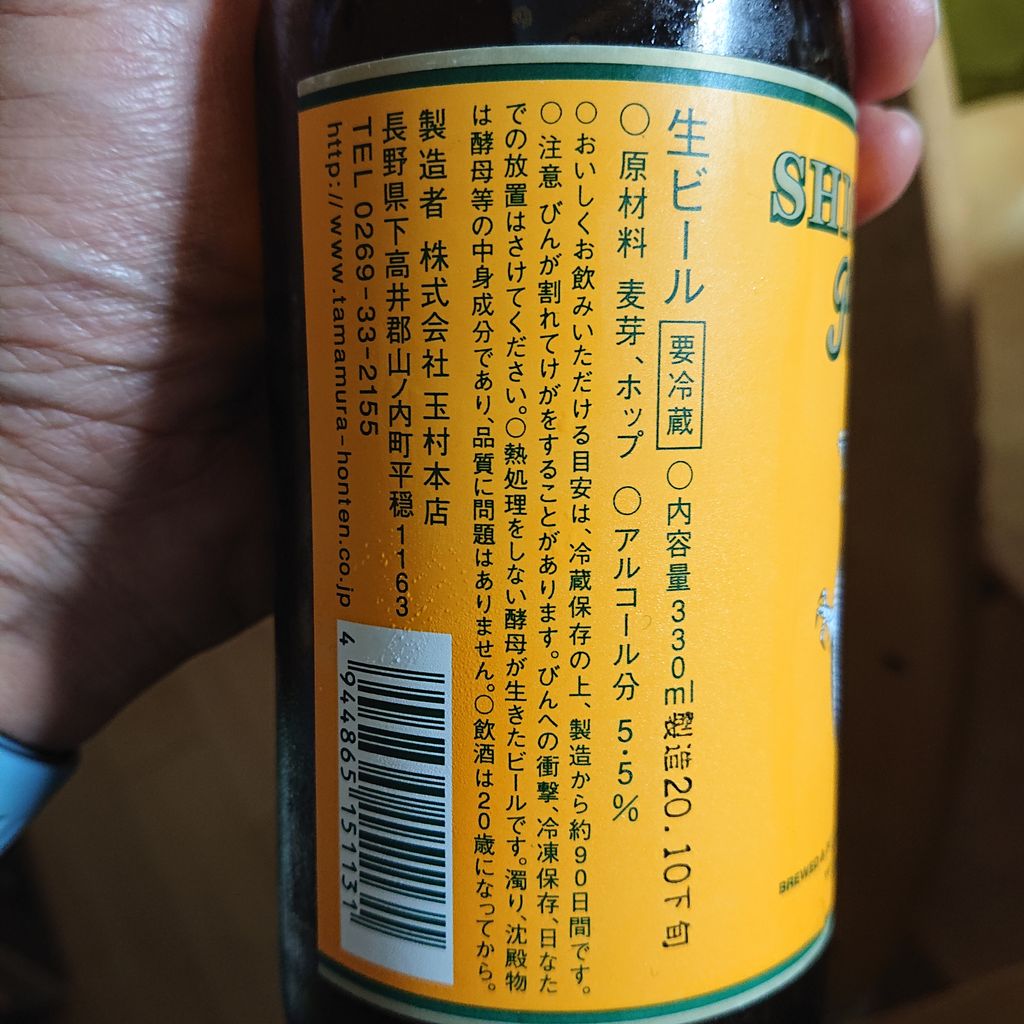 SHI
生ビール 要冷蔵 ○内容量330ml 製造20.10下旬
○原材料 麦芽、ホップ ○アルコール分 5.5%
○おいしくお飲みいただける目安は、冷蔵保存の上、製造から約90日間です。
○注意 びんが割れてけがをすることがあります。びんへの衝撃、冷凍保存、日なた
での放置はさけてください。○熱処理をしない酵母が生きたビールです。濁り、沈殿物
は酵母等の中身成分であり、品質に問題はありません。○飲酒は20歳になってから。
製造者 株式会社 玉村本店
長野県下高井郡山ノ内町平穏1163
TEL 0269-33-2155
http://www.tamamura-honten.co.jp
4 944865 151131